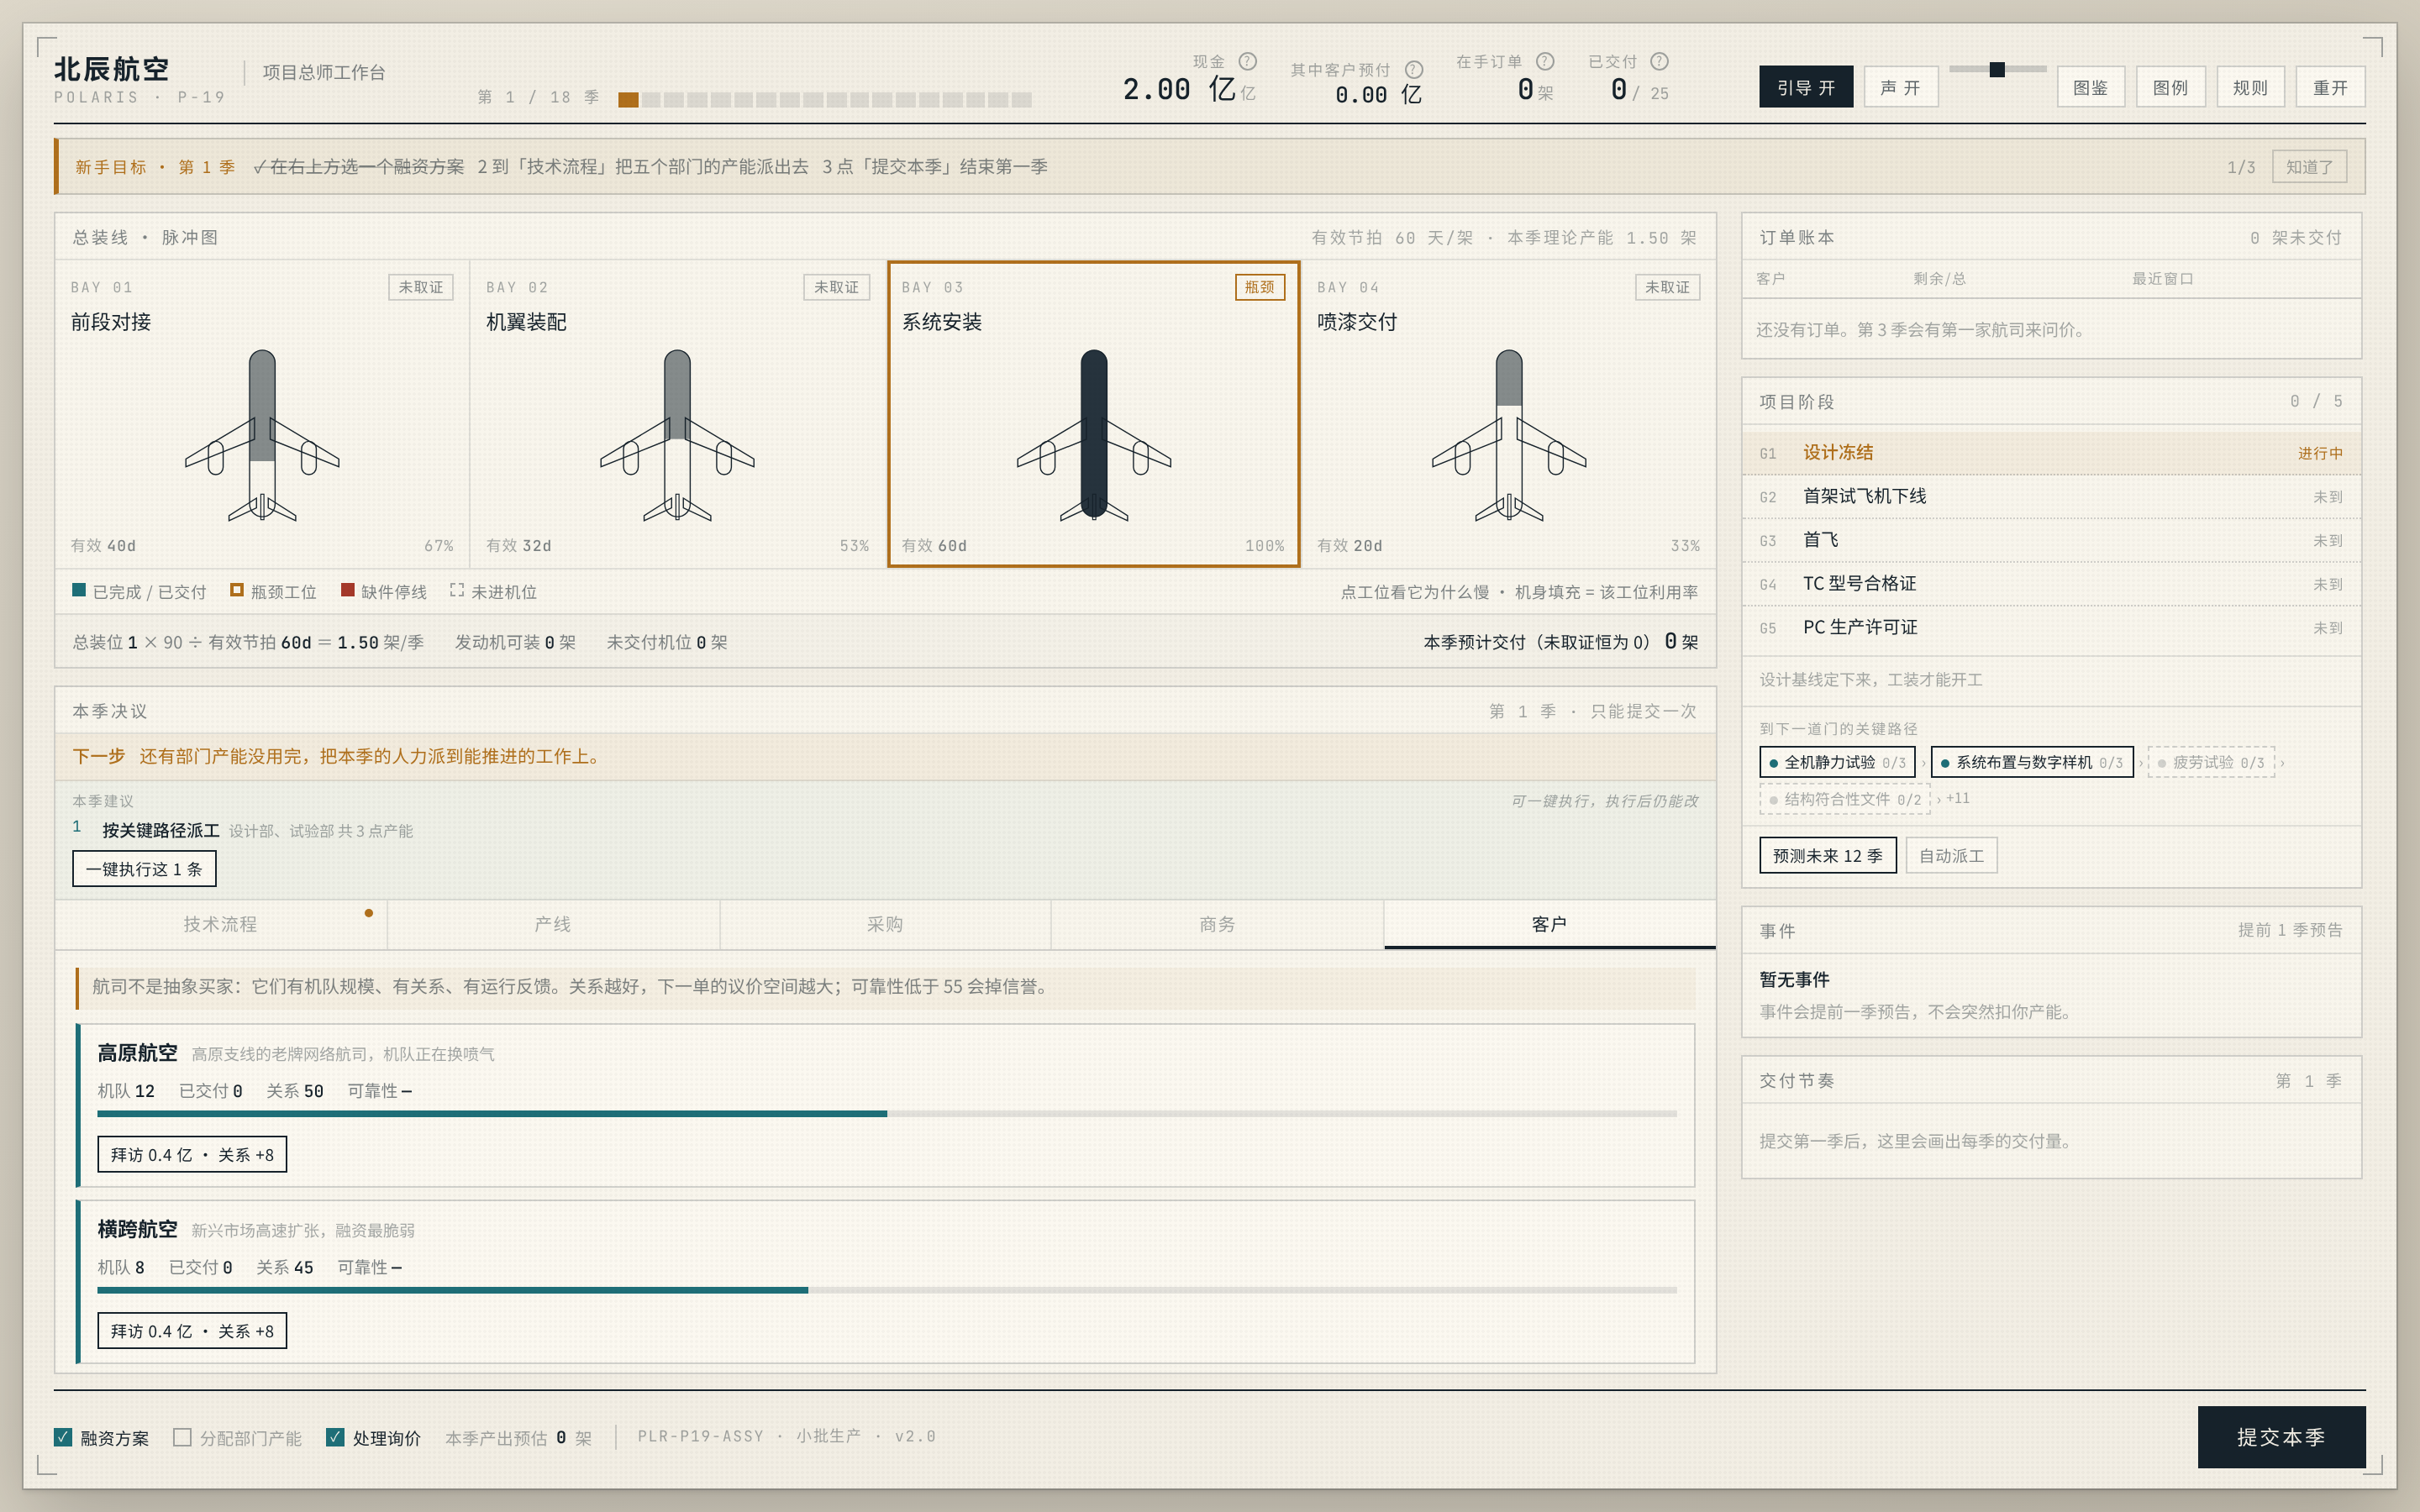 北辰航空
POLARIS · P-19
项目总师工作台
第 1 / 18 季
现金 ?
2.00 亿亿
其中客户预付 ?
0.00 亿
在手订单 ?
0架
已交付 ?
0/ 25
引导 开
声 开
图鉴
图例
规则
重开
新手目标 · 第 1 季 ✓在右上方选一个融资方案 2到「技术流程」把五个部门的产能派出去 3点「提交本季」结束第一季
1/3
知道了
总装线 · 脉冲图
有效节拍 60 天/架 · 本季理论产能 1.50 架
BAY 01
未取证
前段对接
有效 40d
67%
BAY 02
未取证
机翼装配
有效 32d
53%
BAY 03
瓶颈
系统安装
有效 60d
100%
BAY 04
未取证
喷漆交付
有效 20d
33%
已完成 / 已交付
瓶颈工位
缺件停线
未进机位
点工位看它为什么慢 · 机身填充 = 该工位利用率
总装位 1 × 90 ÷ 有效节拍 60d = 1.50 架/季
发动机可装 0 架
未交付机位 0 架
本季预计交付（未取证恒为 0） 0 架
本季决议
第 1 季 · 只能提交一次
下一步 还有部门产能没用完，把本季的人力派到能推进的工作上。
本季建议
可一键执行，执行后仍能改
1 按关键路径派工 设计部、试验部 共 3 点产能
一键执行这 1 条
技术流程
产线
采购
商务
客户
航司不是抽象买家：它们有机队规模、有关系、有运行反馈。关系越好，下一单的议价空间越大；可靠性低于 55 会掉信誉。
高原航空 高原支线的老牌网络航司，机队正在换喷气
机队 12 已交付 0 关系 50 可靠性 —
拜访 0.4 亿 · 关系 +8
横跨航空 新兴市场高速扩张，融资最脆弱
机队 8 已交付 0 关系 45 可靠性 —
拜访 0.4 亿 · 关系 +8
订单账本
0 架未交付
客户
剩余/总
最近窗口
还没有订单。第 3 季会有第一家航司来问价。
项目阶段
0 / 5
G1 设计冻结 进行中
G2 首架试飞机下线 未到
G3 首飞 未到
G4 TC 型号合格证 未到
G5 PC 生产许可证 未到
设计基线定下来，工装才能开工
到下一道门的关键路径
全机静力试验 0/3 › 系统布置与数字样机 0/3 › 疲劳试验 0/3 ›
结构符合性文件 0/2 › +11
预测未来 12 季
自动派工
事件
提前 1 季预告
暂无事件
事件会提前一季预告，不会突然扣你产能。
交付节奏
第 1 季
提交第一季后，这里会画出每季的交付量。
✓ 融资方案
分配部门产能
✓ 处理询价
本季产出预估 0 架
PLR-P19-ASSY · 小批生产 · v2.0
提交本季